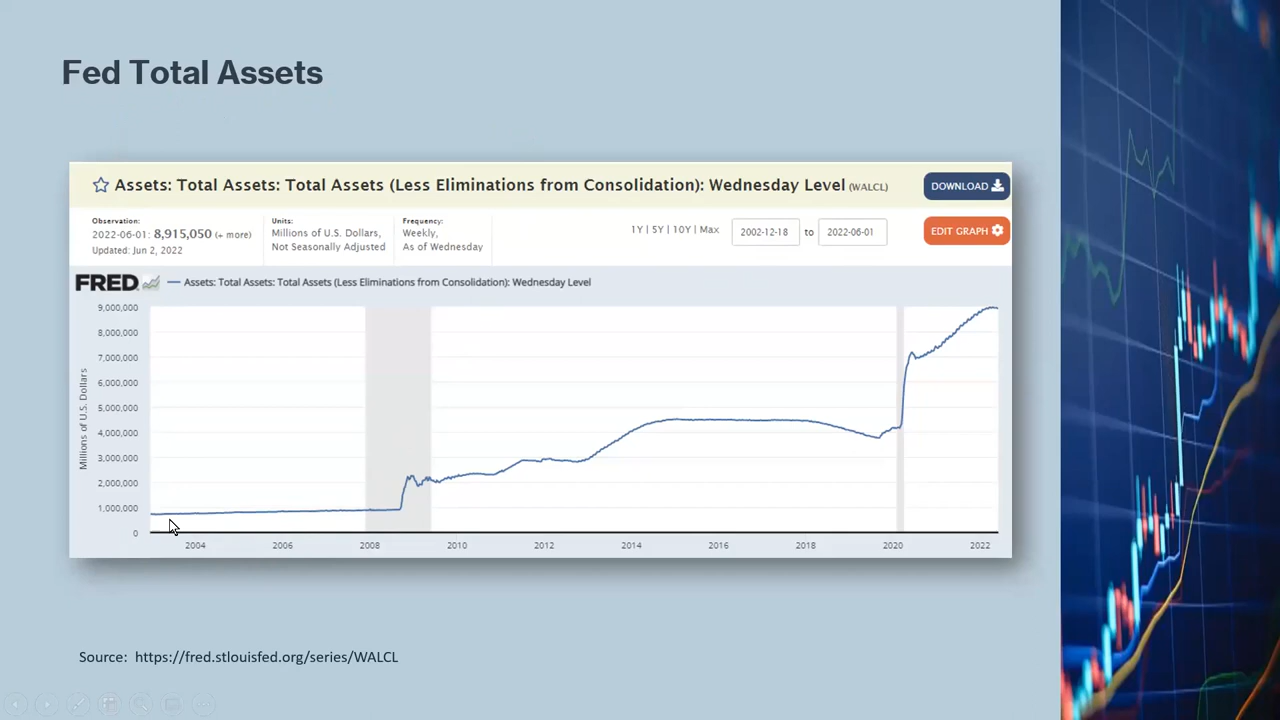 Fed Total Assets
Assets: Total Assets: Total Assets (Less Eliminations from Consolidation): Wednesday Level (WALCL)
DOWNLOAD
Observation:
2022-06-01: 8,915,050 (+ more)
Updated: Jun 2, 2022
Units:
Millions of U.S. Dollars,
Not Seasonally Adjusted
Frequency:
Weekly,
As of Wednesday
1Y | 5Y | 10Y | Max
2002-12-18 to 2022-06-01
EDIT GRAPH
FRED
Assets: Total Assets: Total Assets (Less Eliminations from Consolidation): Wednesday Level
Millions of U.S. Dollars
9,000,000
8,000,000
7,000,000
6,000,000
5,000,000
4,000,000
3,000,000
2,000,000
1,000,000
0
2004 2006 2008 2010 2012 2014 2016 2018 2020 2022
Source: https://fred.stlouisfed.org/series/WALCL